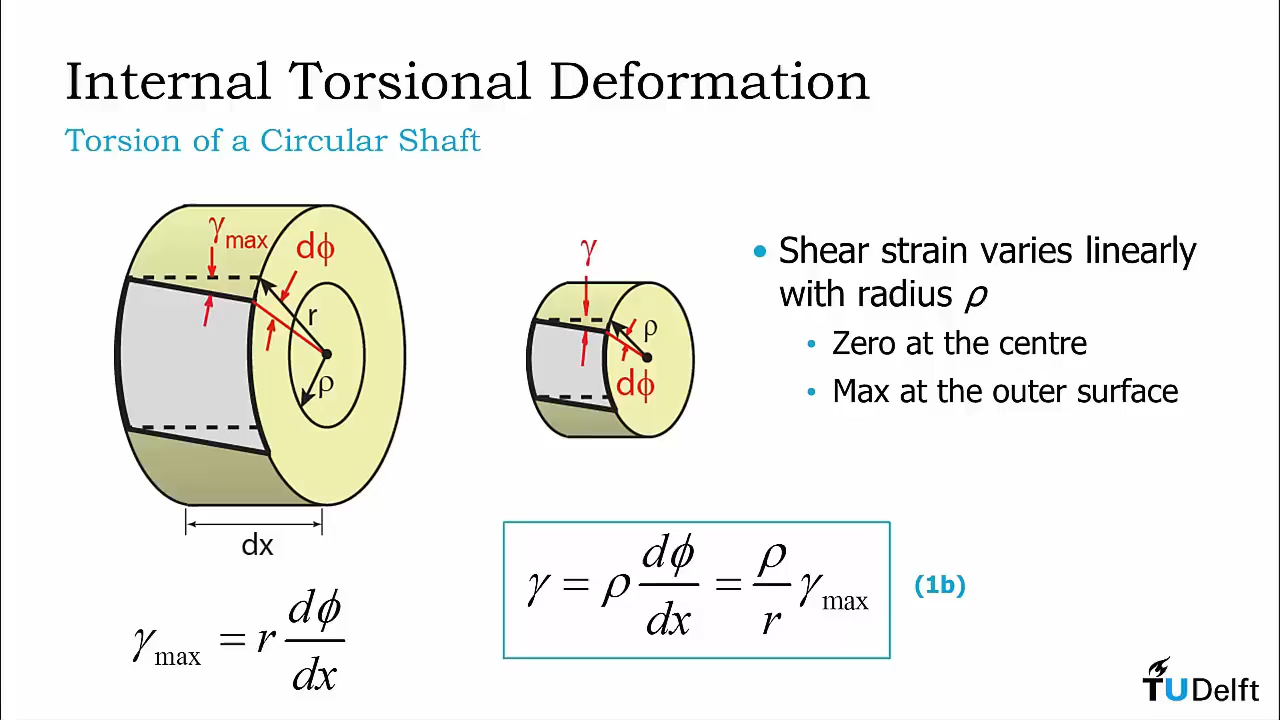 Internal Torsional Deformation
Torsion of a Circular Shaft
γmax
dϕ
r
ρ
dx
γmax = r dϕ/dx
γ
ρ
dϕ
• Shear strain varies linearly
with radius ρ
• Zero at the centre
• Max at the outer surface
γ = ρ dϕ/dx = ρ/r γmax
(1b)
TUDelft